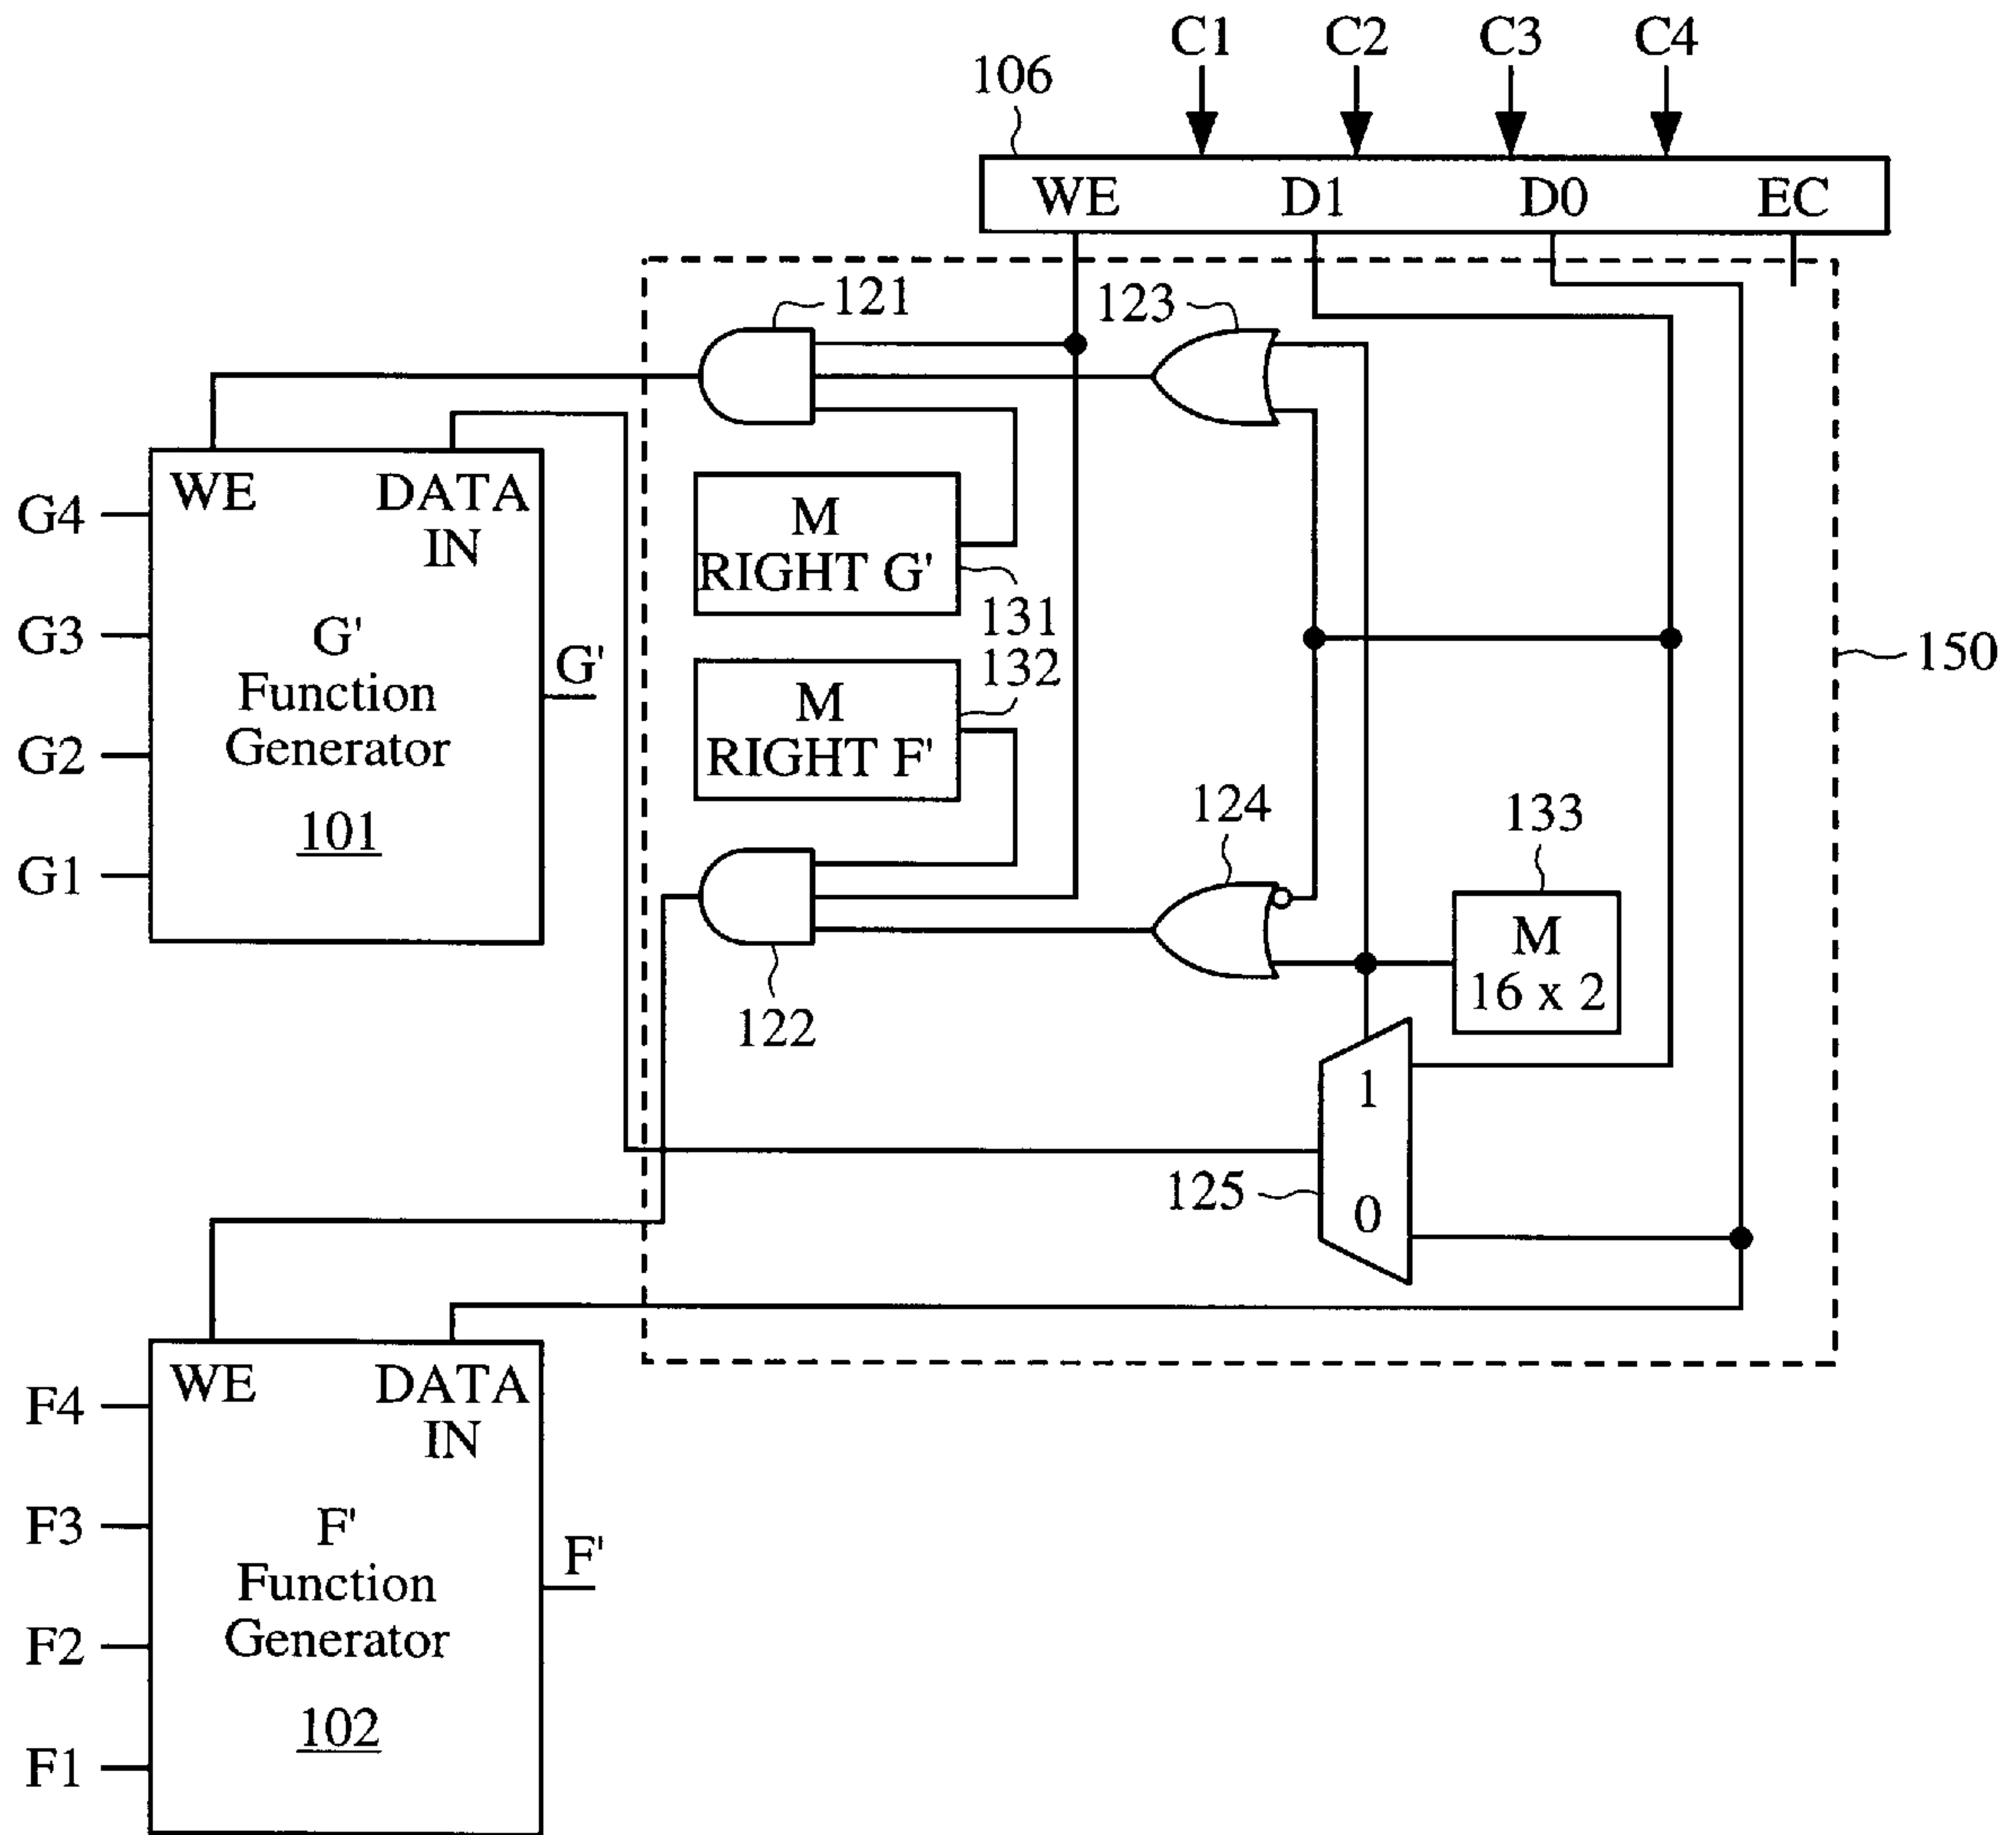 C1 C2 C3 C4
106
WE D1 D0 EC
121
123
WE DATA
IN
G4
G3
G2
G1
G'
Function
Generator
101
G'
M
RIGHT G'
131
132
M
RIGHT F'
150
124
133
M
16 x 2
122
1
125
0
WE DATA
IN
F4
F3
F2
F1
F'
Function
Generator
102
F'